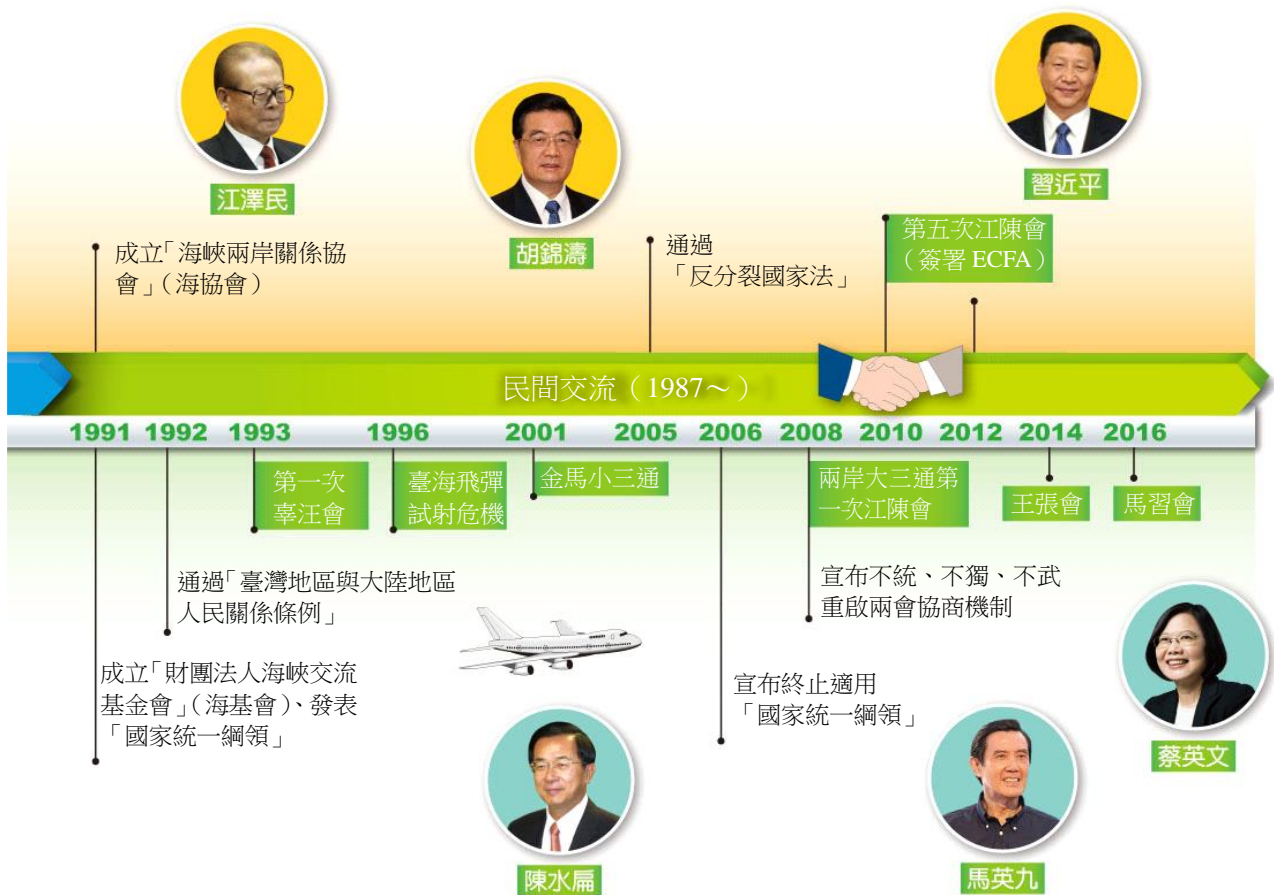 江澤民
胡錦濤
習近平
成立「海峽兩岸關係協
會」（海協會）
通過
「反分裂國家法」
第五次江陳會
（簽署 ECFA）
民間交流（1987～）
1991 1992 1993 1996 2001 2005 2006 2008 2010 2012 2014 2016
第一次
辜汪會
臺海飛彈
試射危機
金馬小三通
兩岸大三通第
一次江陳會
王張會
馬習會
通過「臺灣地區與大陸地區
人民關係條例」
宣布不統、不獨、不武
重啟兩會協商機制
成立「財團法人海峽交流
基金會」（海基會）、發表
「國家統一綱領」
宣布終止適用
「國家統一綱領」
蔡英文
陳水扁
馬英九